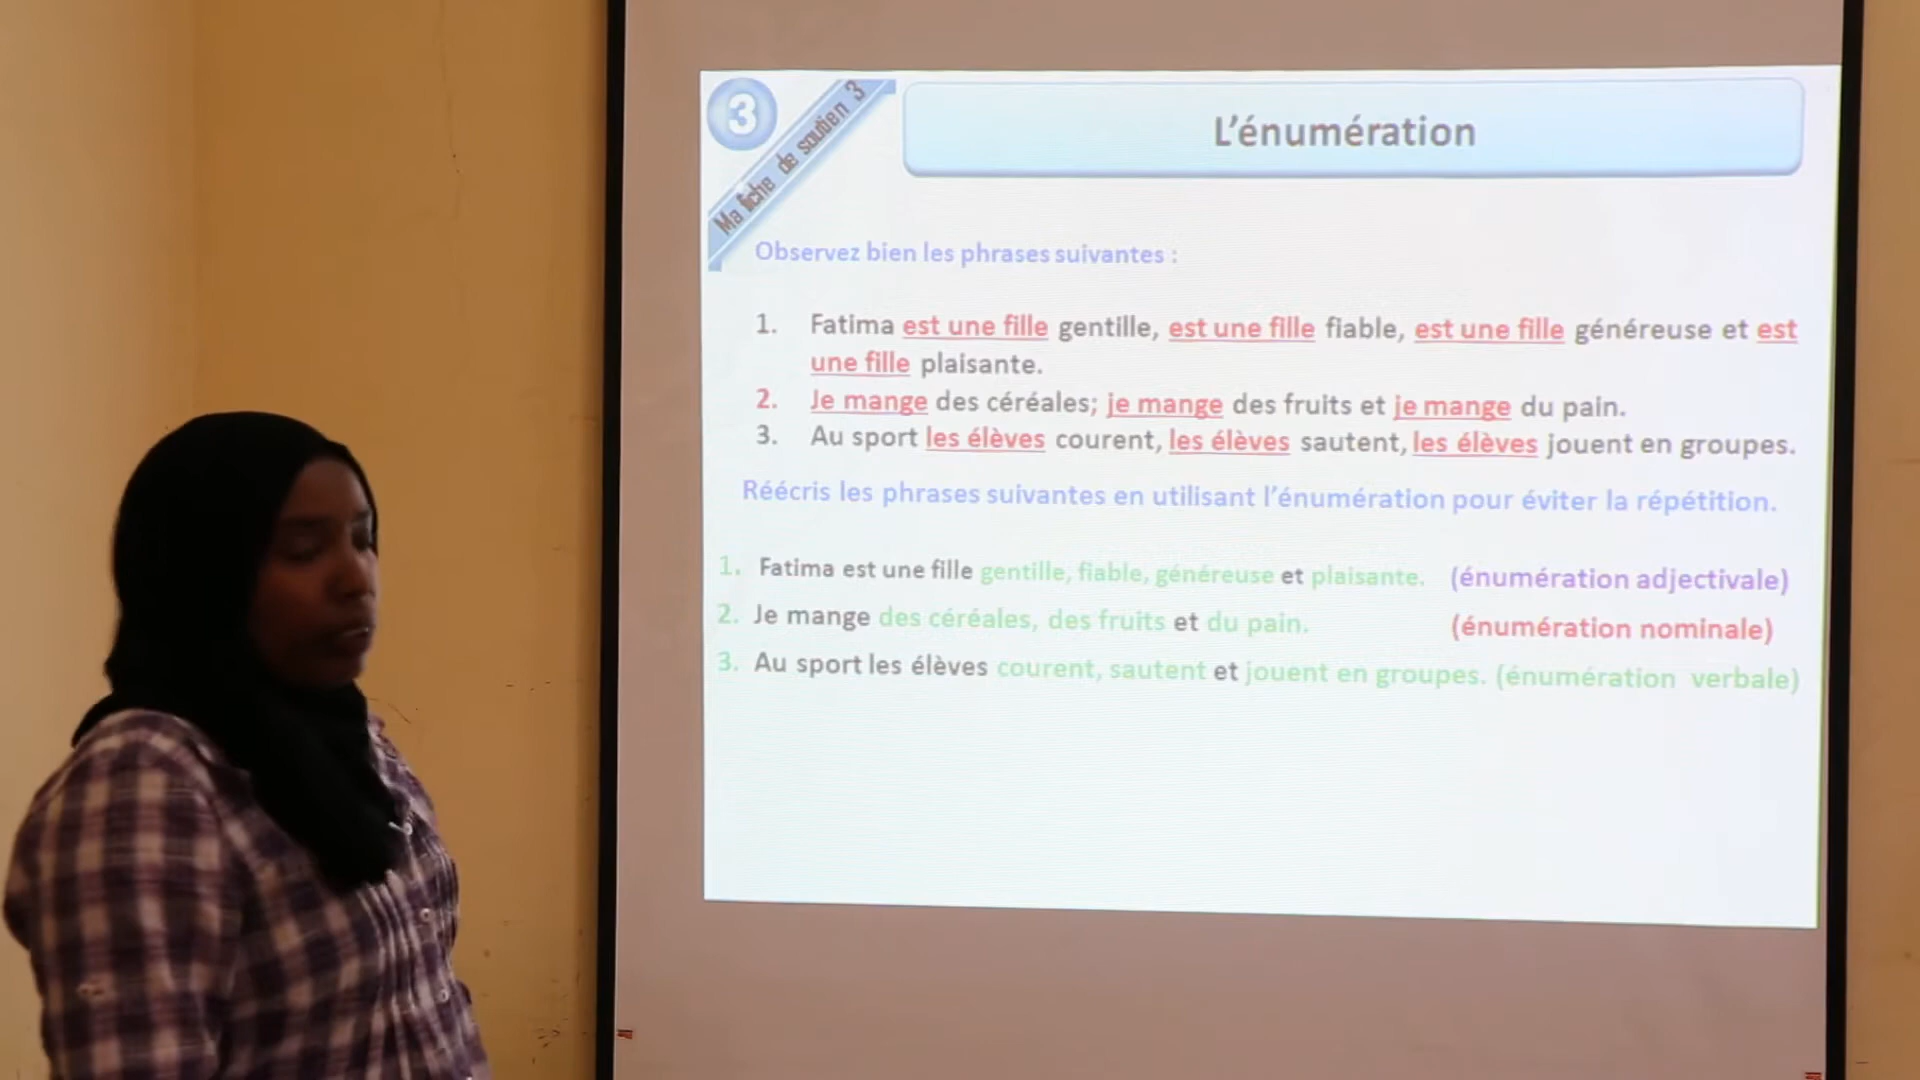 3
Ma fiche de soutien 3
L'énumération
Observez bien les phrases suivantes :
1. Fatima est une fille gentille, est une fille fiable, est une fille généreuse et est
une fille plaisante.
2. Je mange des céréales; je mange des fruits et je mange du pain.
3. Au sport les élèves courent, les élèves sautent, les élèves jouent en groupes.
Réécris les phrases suivantes en utilisant l'énumération pour éviter la répétition.
1. Fatima est une fille gentille, fiable, généreuse et plaisante. (énumération adjectivale)
2. Je mange des céréales, des fruits et du pain. (énumération nominale)
3. Au sport les élèves courent, sautent et jouent en groupes. (énumération verbale)